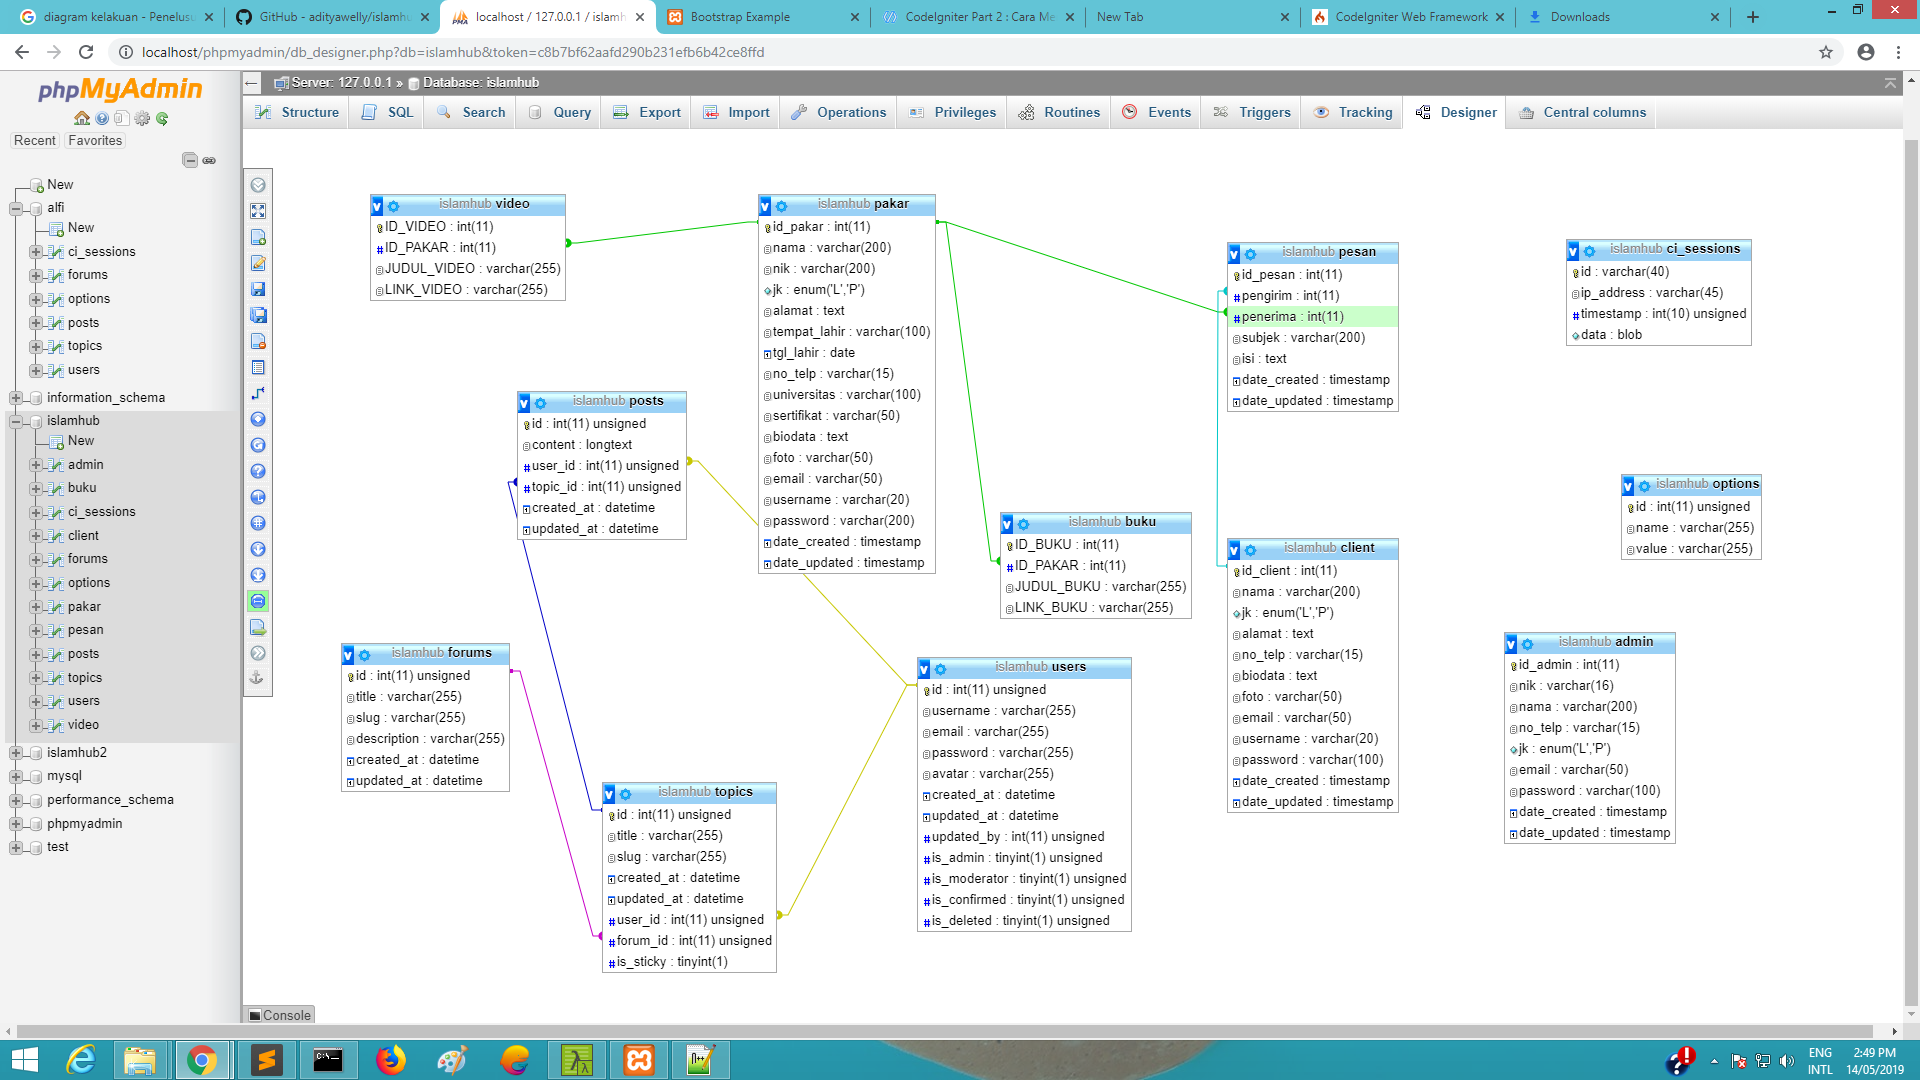 diagram kelakuan - Penelusu
GitHub - adityawelly/islamhu
localhost / 127.0.0.1 / islamh
Bootstrap Example
CodeIgniter Part 2 : Cara Me
New Tab
CodeIgniter Web Framework
Downloads
localhost/phpmyadmin/db_designer.php?db=islamhub&token=c8b7bf62aafd290b231efb6b42ce8ffd
phpMyAdmin
Recent
Favorites
New
alfi
New
ci_sessions
forums
options
posts
topics
users
information_schema
islamhub
New
admin
buku
ci_sessions
client
forums
options
pakar
pesan
posts
topics
users
video
islamhub2
mysql
performance_schema
phpmyadmin
test
Server: 127.0.0.1 » Database: islamhub
Structure
SQL
Search
Query
Export
Import
Operations
Privileges
Routines
Events
Triggers
Tracking
Designer
Central columns
islamhub video
ID_VIDEO : int(11)
ID_PAKAR : int(11)
JUDUL_VIDEO : varchar(255)
LINK_VIDEO : varchar(255)
islamhub pakar
id_pakar : int(11)
nama : varchar(200)
nik : varchar(200)
jk : enum('L','P')
alamat : text
tempat_lahir : varchar(100)
tgl_lahir : date
no_telp : varchar(15)
universitas : varchar(100)
sertifikat : varchar(50)
biodata : text
foto : varchar(50)
email : varchar(50)
username : varchar(20)
password : varchar(200)
date_created : timestamp
date_updated : timestamp
islamhub pesan
id_pesan : int(11)
pengirim : int(11)
penerima : int(11)
subjek : varchar(200)
isi : text
date_created : timestamp
date_updated : timestamp
islamhub ci_sessions
id : varchar(40)
ip_address : varchar(45)
timestamp : int(10) unsigned
data : blob
islamhub posts
id : int(11) unsigned
content : longtext
user_id : int(11) unsigned
topic_id : int(11) unsigned
created_at : datetime
updated_at : datetime
islamhub buku
ID_BUKU : int(11)
ID_PAKAR : int(11)
JUDUL_BUKU : varchar(255)
LINK_BUKU : varchar(255)
islamhub options
id : int(11) unsigned
name : varchar(255)
value : varchar(255)
islamhub client
id_client : int(11)
nama : varchar(200)
jk : enum('L','P')
alamat : text
no_telp : varchar(15)
biodata : text
foto : varchar(50)
email : varchar(50)
username : varchar(20)
password : varchar(100)
date_created : timestamp
date_updated : timestamp
islamhub admin
id_admin : int(11)
nik : varchar(16)
nama : varchar(200)
no_telp : varchar(15)
jk : enum('L','P')
email : varchar(50)
password : varchar(100)
date_created : timestamp
date_updated : timestamp
islamhub forums
id : int(11) unsigned
title : varchar(255)
slug : varchar(255)
description : varchar(255)
created_at : datetime
updated_at : datetime
islamhub users
id : int(11) unsigned
username : varchar(255)
email : varchar(255)
password : varchar(255)
avatar : varchar(255)
created_at : datetime
updated_at : datetime
updated_by : int(11) unsigned
is_admin : tinyint(1) unsigned
is_moderator : tinyint(1) unsigned
is_confirmed : tinyint(1) unsigned
is_deleted : tinyint(1) unsigned
islamhub topics
id : int(11) unsigned
title : varchar(255)
slug : varchar(255)
created_at : datetime
updated_at : datetime
user_id : int(11) unsigned
forum_id : int(11) unsigned
is_sticky : tinyint(1)
Console
ENG
INTL
2:49 PM
14/05/2019